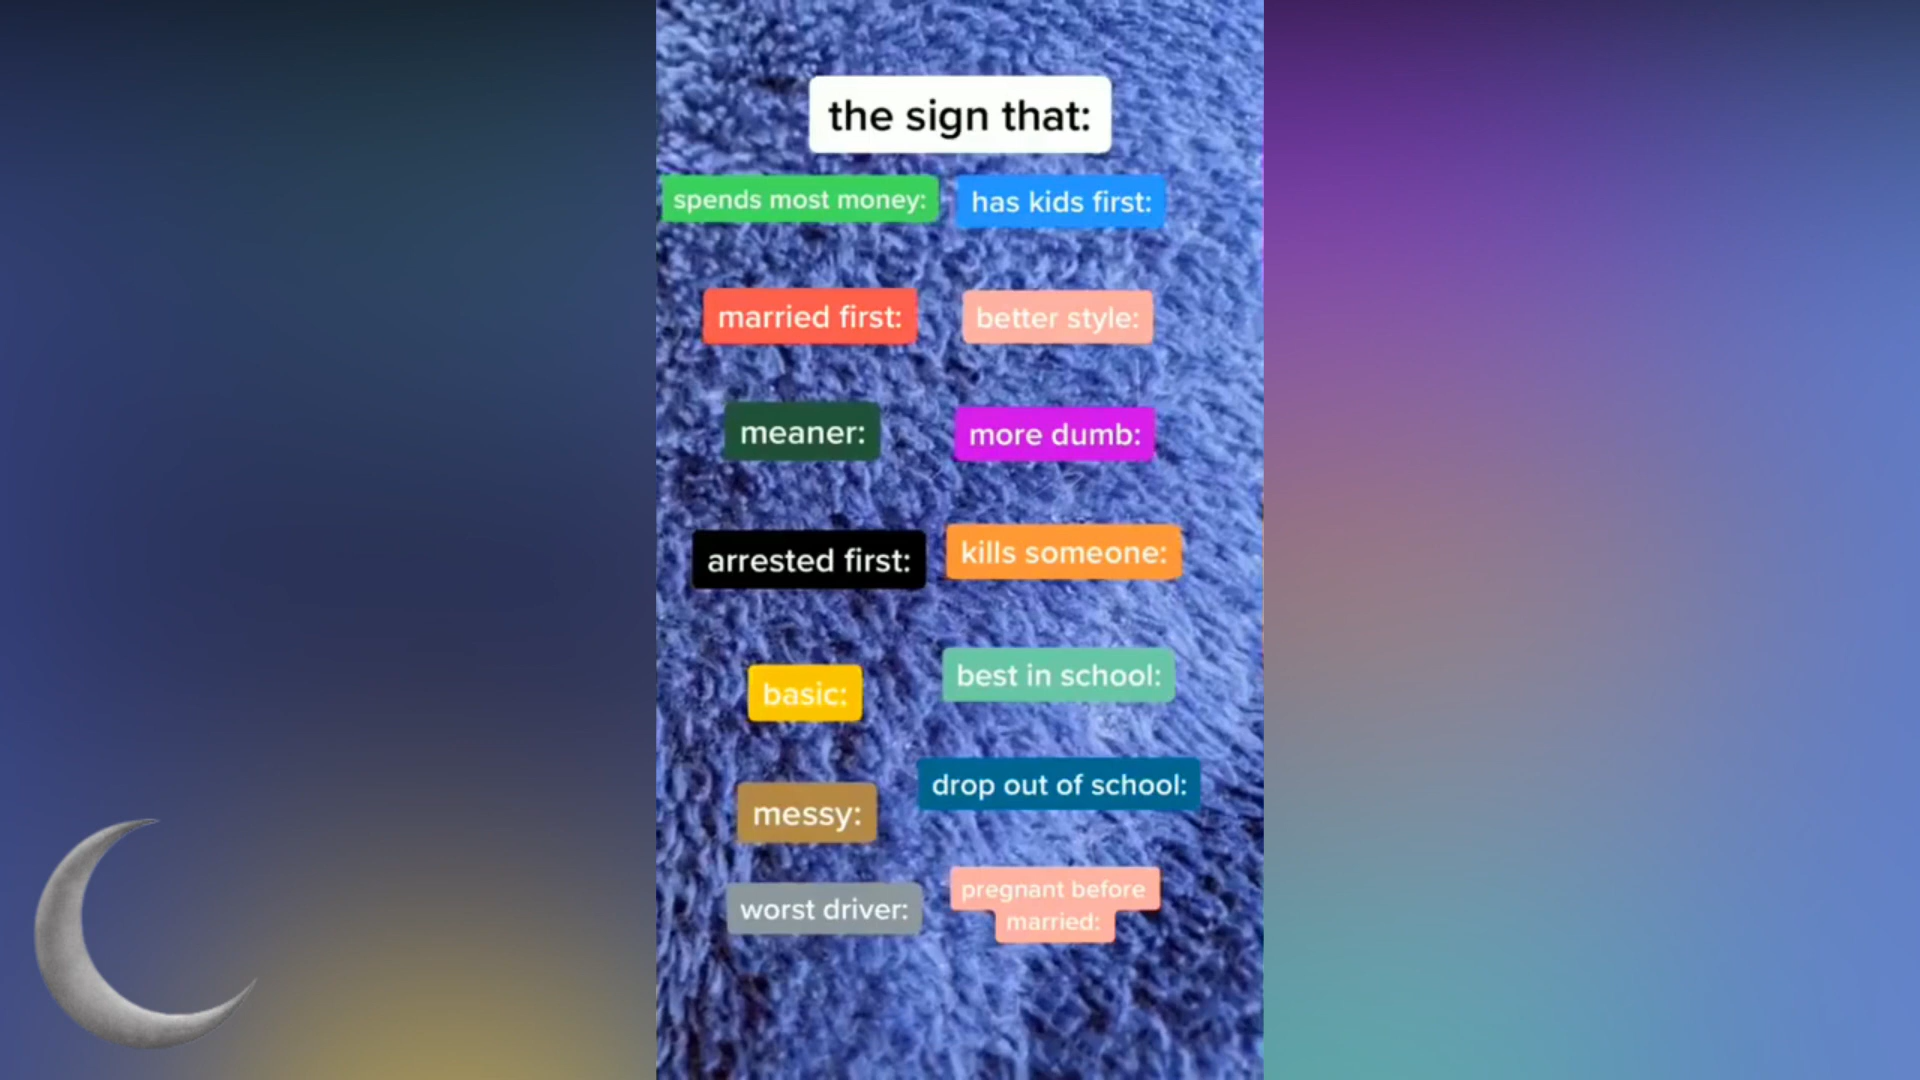 the sign that:
spends most money:
has kids first:
married first:
better style:
meaner:
more dumb:
arrested first:
kills someone:
basic:
best in school:
messy:
drop out of school:
worst driver:
pregnant before
married: